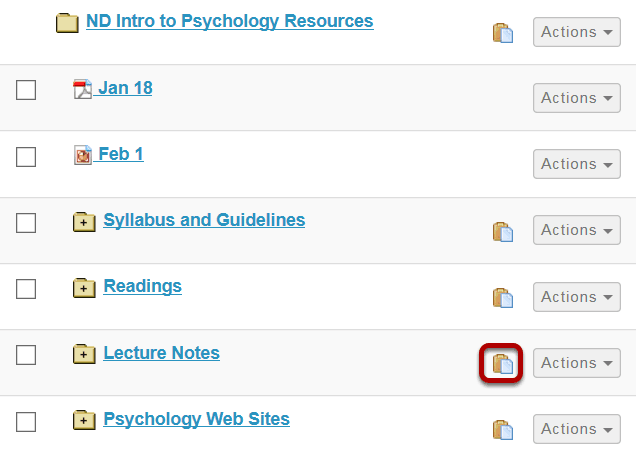 ND Intro to Psychology Resources Actions
Jan 18 Actions
Feb 1 Actions
Syllabus and Guidelines Actions
Readings Actions
Lecture Notes Actions
Psychology Web Sites Actions